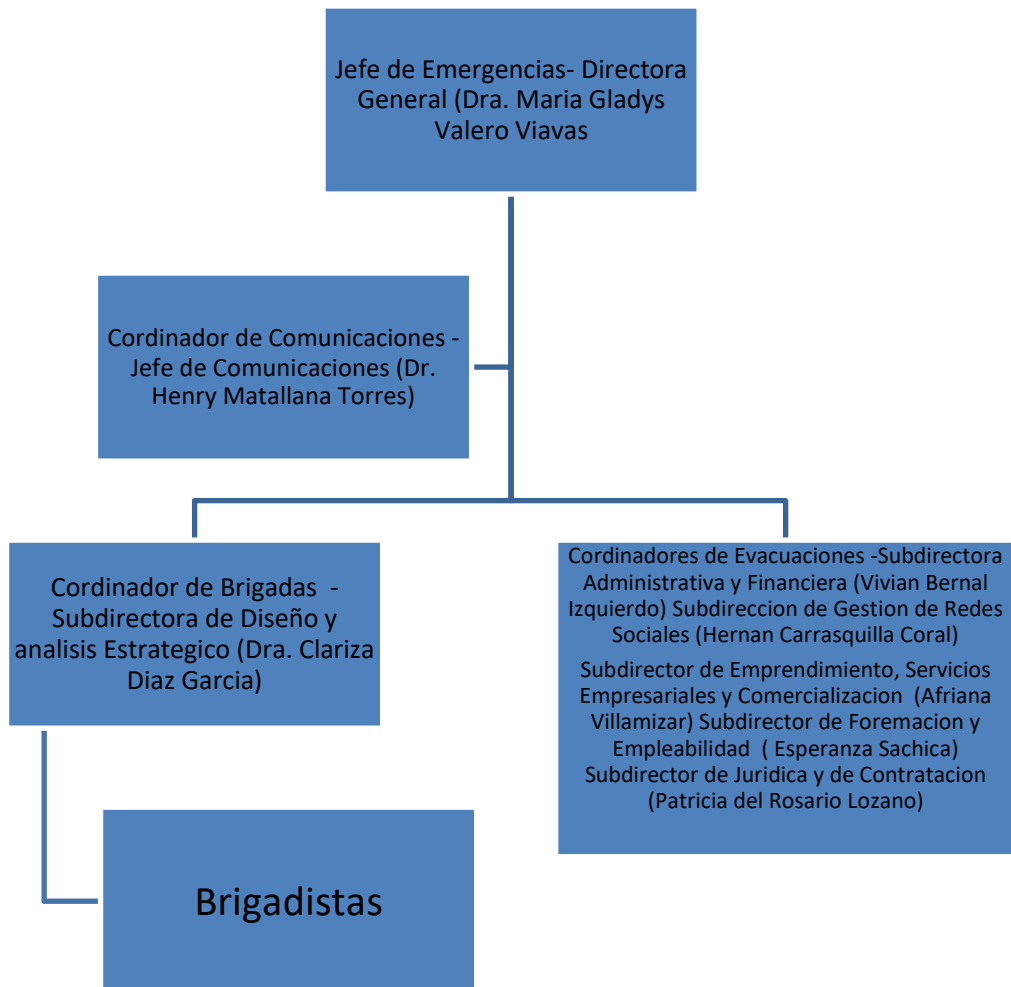 Jefe de Emergencias- Directora
General (Dra. Maria Gladys
Valero Viavas
Cordinador de Comunicaciones -
Jefe de Comunicaciones (Dr.
Henry Matallana Torres)
Cordinador de Brigadas -
Subdirectora de Diseño y
analisis Estrategico (Dra. Clariza
Diaz Garcia)
Cordinadores de Evacuaciones -Subdirectora
Administrativa y Financiera (Vivian Bernal
Izquierdo) Subdireccion de Gestion de Redes
Sociales (Hernan Carrasquilla Coral)
Subdirector de Emprendimiento, Servicios
Empresariales y Comercializacion (Afriana
Villamizar) Subdirector de Foremacion y
Empleabilidad ( Esperanza Sachica)
Subdirector de Juridica y de Contratacion
(Patricia del Rosario Lozano)
Brigadistas